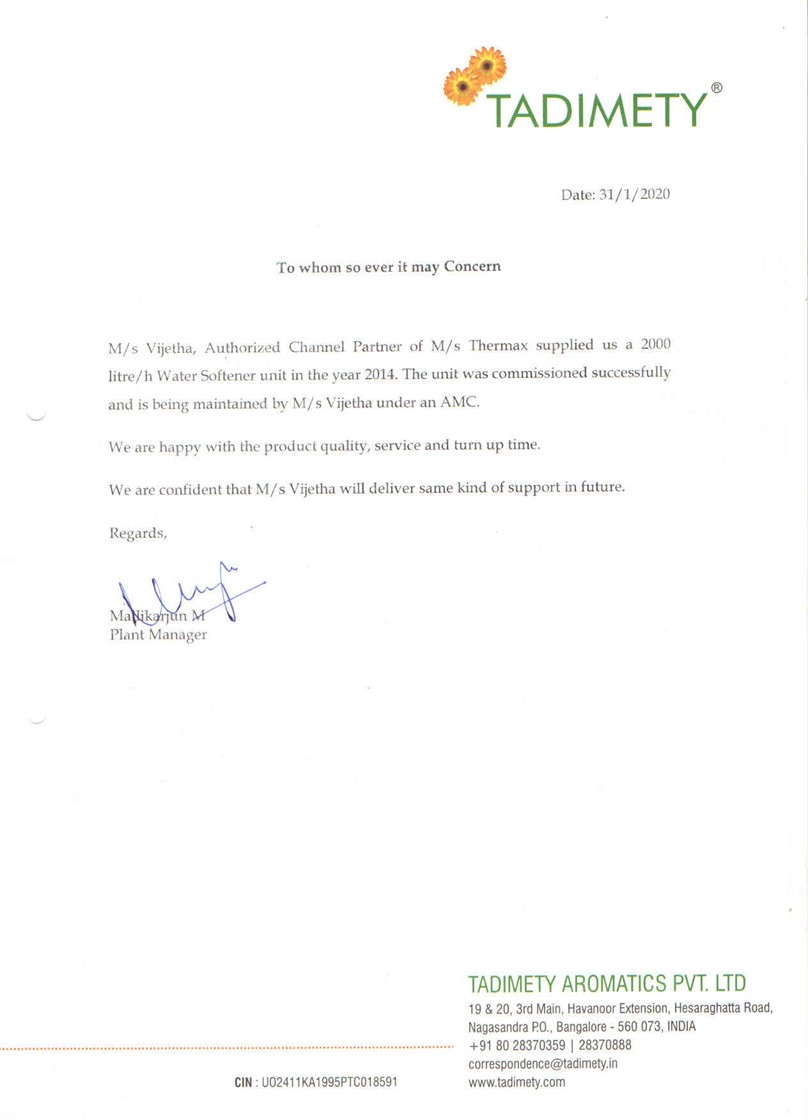 TADIMETY®
Date: 31/1/2020
To whom so ever it may Concern
M/s Vijetha, Authorized Channel Partner of M/s Thermax supplied us a 2000
litre/h Water Softener unit in the year 2014. The unit was commissioned successfully
and is being maintained by M/s Vijetha under an AMC.
We are happy with the product quality, service and turn up time.
We are confident that M/s Vijetha will deliver same kind of support in future.
Regards,
Mallikarjun M
Plant Manager
TADIMETY AROMATICS PVT. LTD
19 & 20, 3rd Main, Havanoor Extension, Hesaraghatta Road,
Nagasandra P.O., Bangalore - 560 073, INDIA
+91 80 28370359 | 28370888
correspondence@tadimety.in
www.tadimety.com
CIN : UO2411KA1995PTC018591